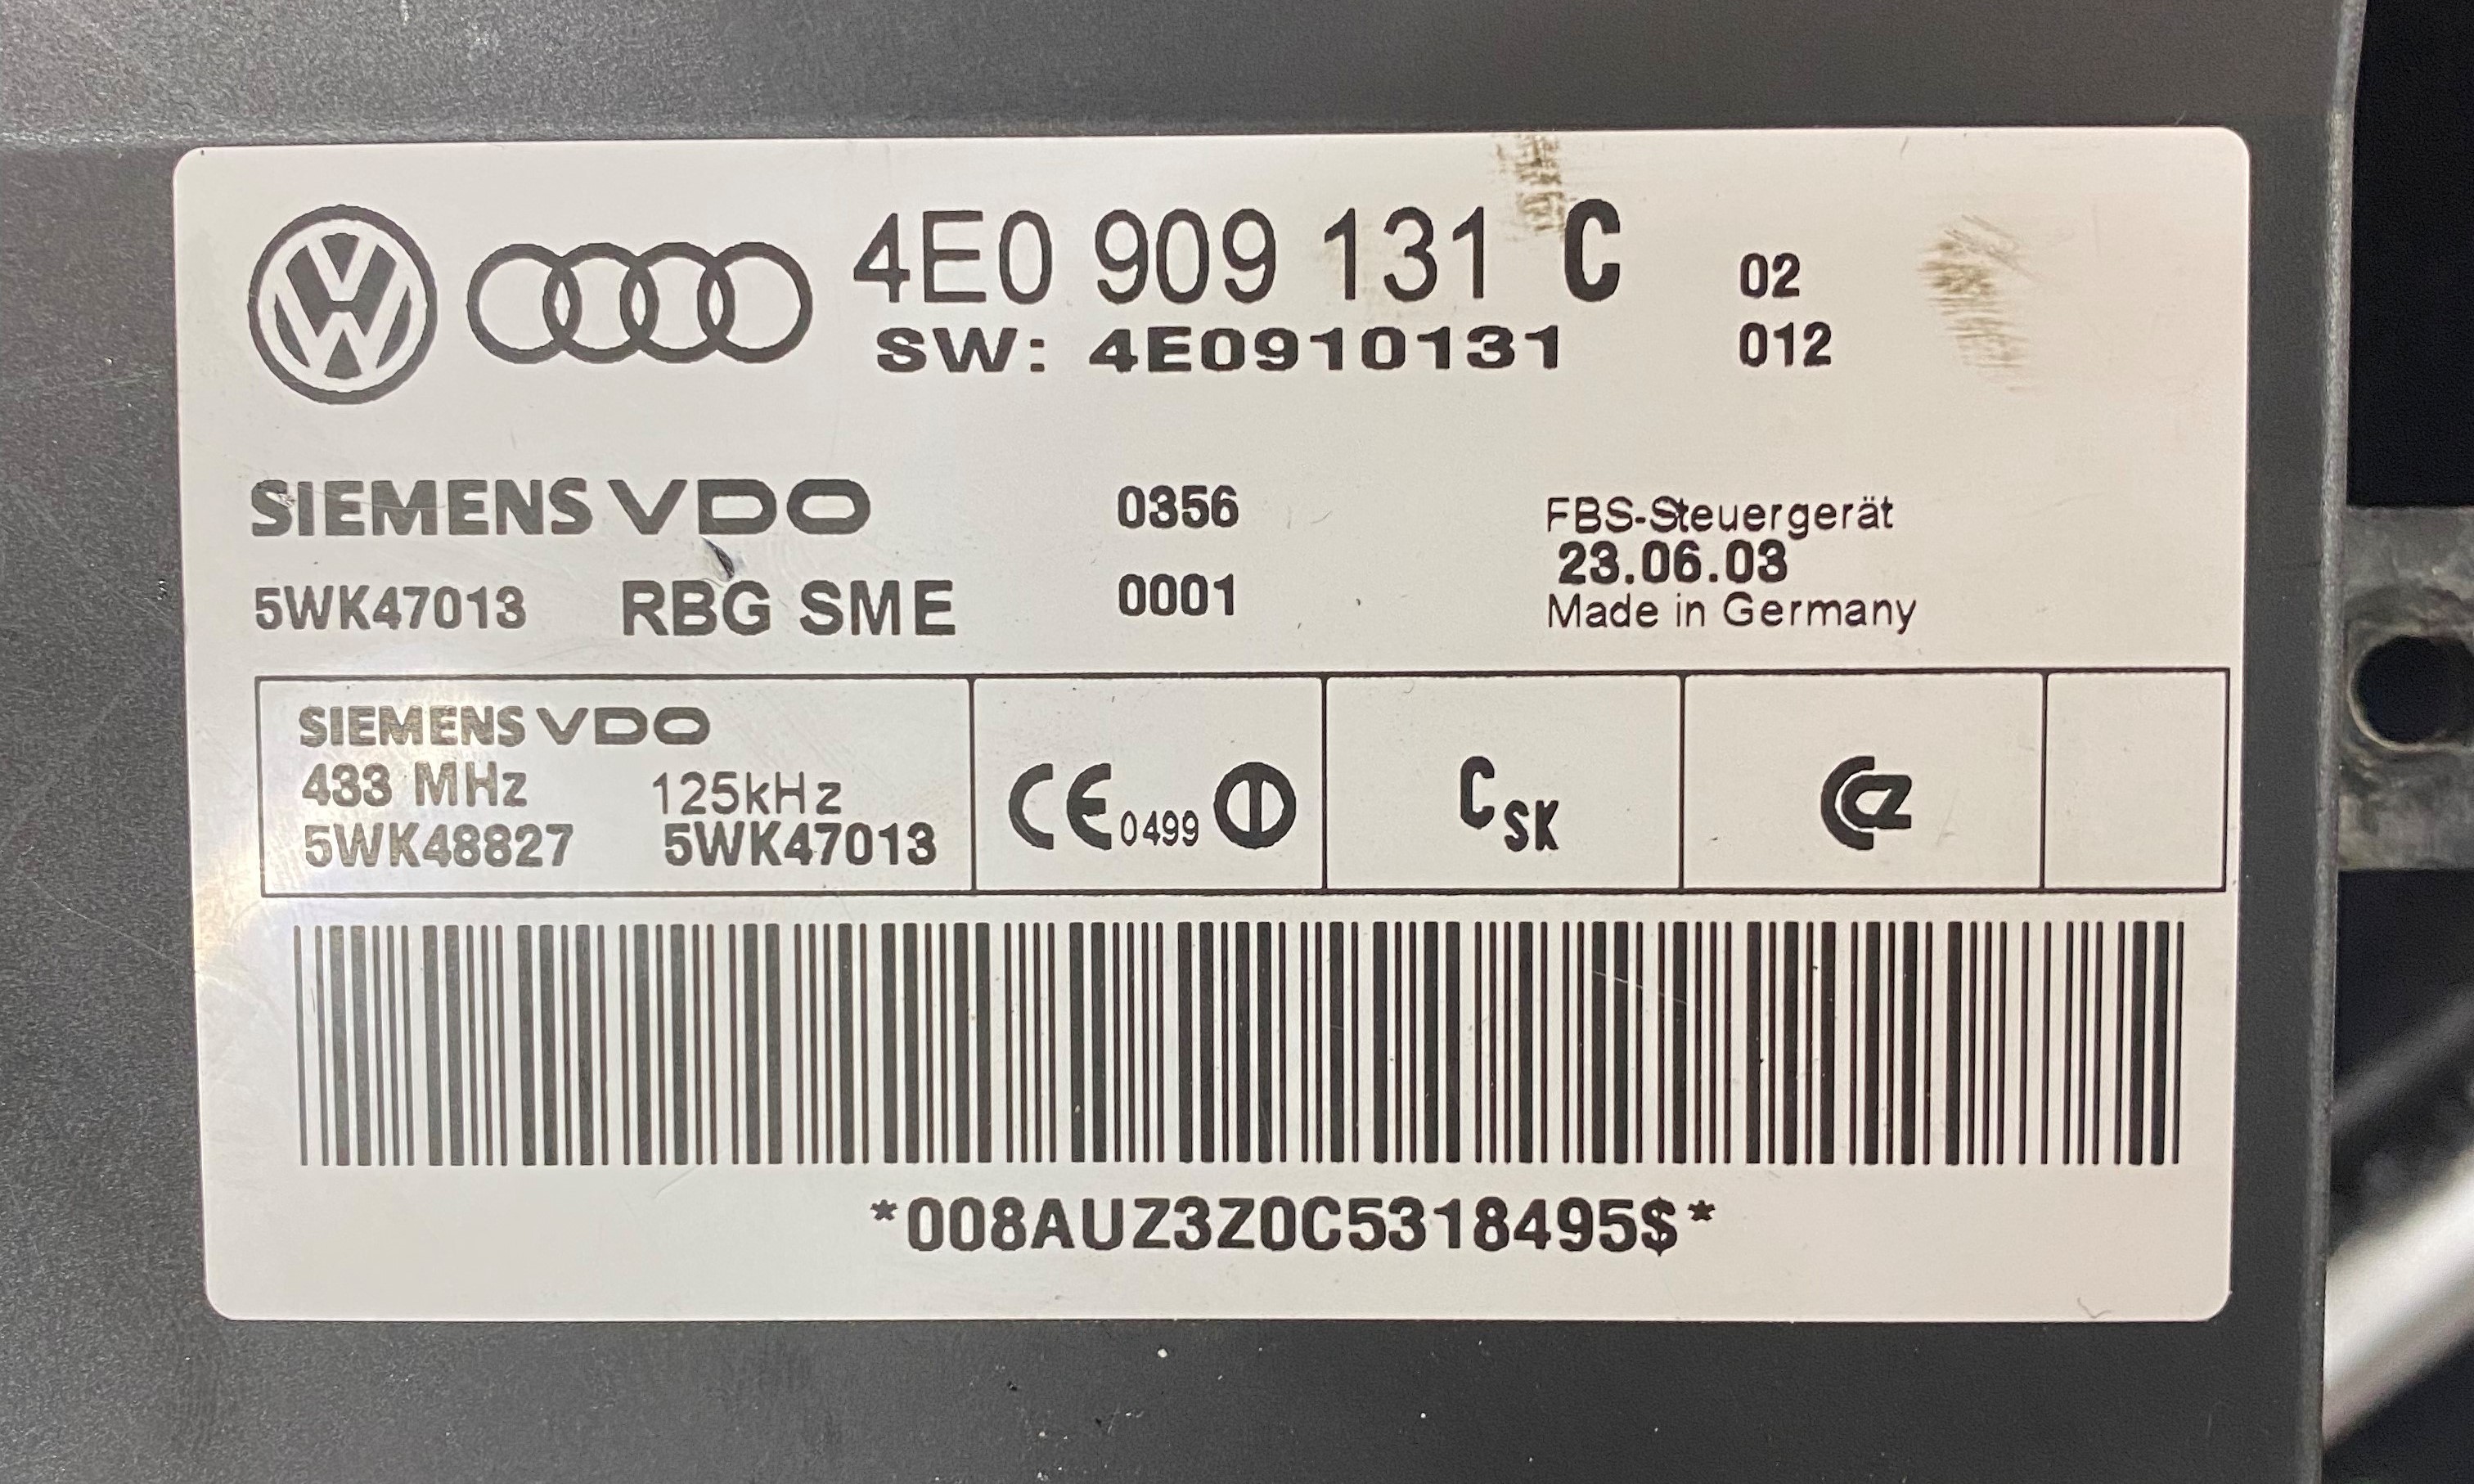 4E0 909 131 C 02
SW: 4E0910131 012
SIEMENS VDO 0356 FBS-Steuergerät
23.06.03
5WK47013 RBG SME 0001 Made in Germany
SIEMENS VDO
433 MHz 125kHz
5WK48827 5WK47013
CE 0499
CSK
*008AUZ3Z0C5318495$*